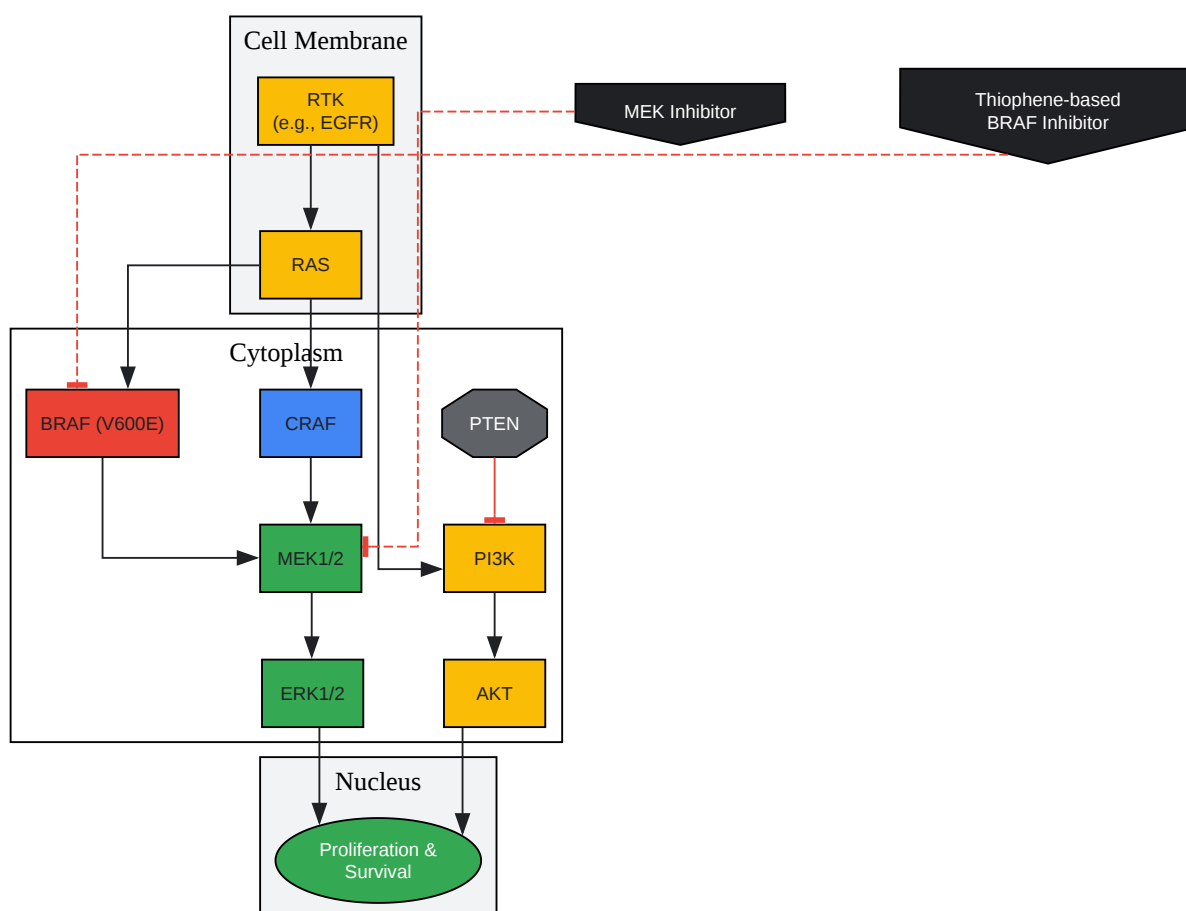 Cell Membrane
RTK
(e.g., EGFR)
MEK Inhibitor
Thiophene-based
BRAF Inhibitor
RAS
Cytoplasm
BRAF (V600E)
CRAF
PTEN
MEK1/2
PI3K
ERK1/2
AKT
Nucleus
Proliferation &
Survival